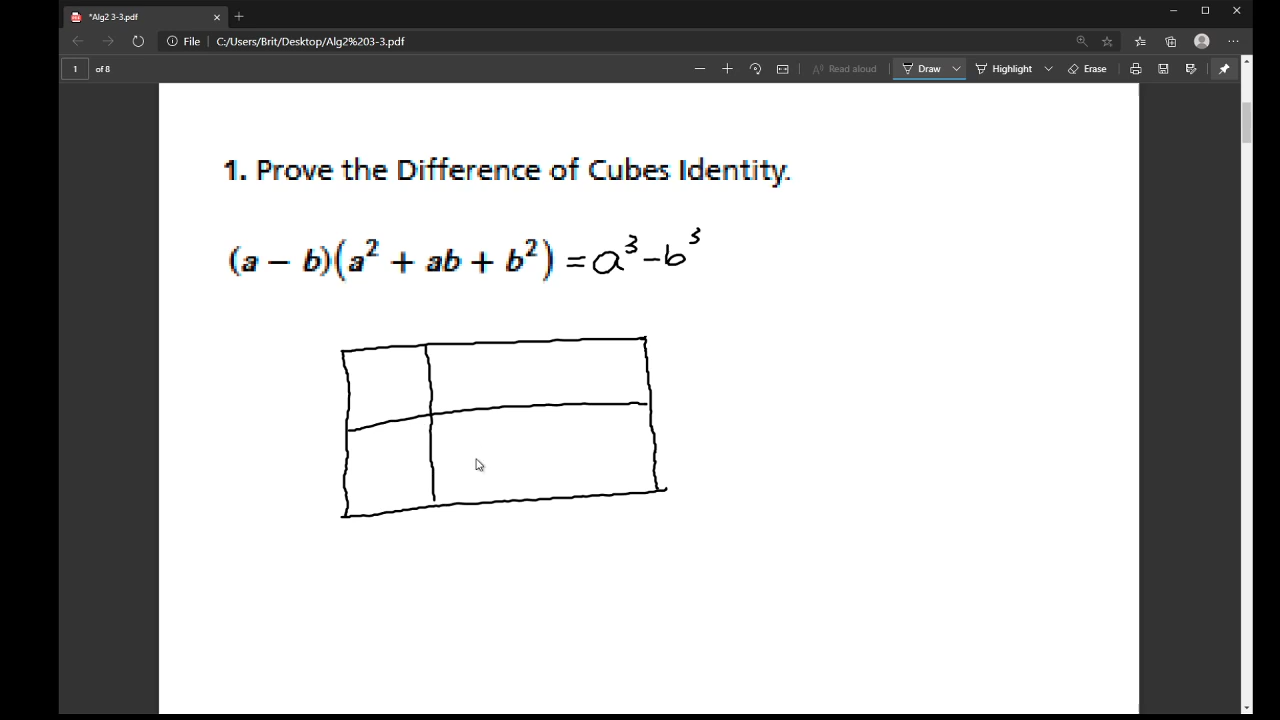 *Alg2 3-3.pdf
File | C:/Users/Brit/Desktop/Alg2%203-3.pdf
1 of 8 Read aloud Draw Highlight Erase
1. Prove the Difference of Cubes Identity.
(a − b)(a² + ab + b²) = a³ − b³